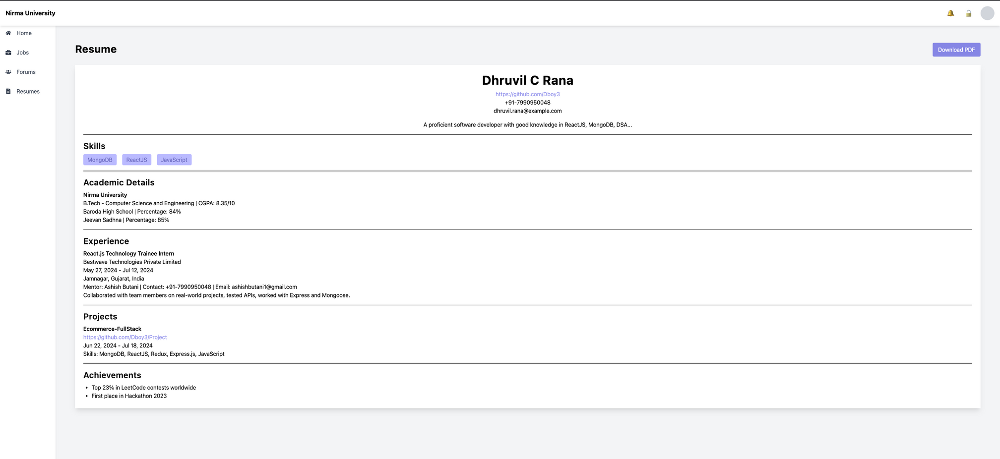 Nirma University
Home
Jobs
Forums
Resumes
Resume
Download PDF
Dhruvil C Rana
https://github.com/Dboy3
+91-7990950048
dhruvil.rana@example.com
A proficient software developer with good knowledge in ReactJS, MongoDB, DSA...
Skills
MongoDB ReactJS JavaScript
Academic Details
Nirma University
B.Tech - Computer Science and Engineering | CGPA: 8.35/10
Baroda High School | Percentage: 84%
Jeevan Sadhna | Percentage: 85%
Experience
React.js Technology Trainee Intern
Bestwave Technologies Private Limited
May 27, 2024 - Jul 12, 2024
Jamnagar, Gujarat, India
Mentor: Ashish Butani | Contact: +91-7990950048 | Email: ashishbutani1@gmail.com
Collaborated with team members on real-world projects, tested APIs, worked with Express and Mongoose.
Projects
Ecommerce-FullStack
https://github.com/Dboy3/Project
Jun 22, 2024 - Jul 18, 2024
Skills: MongoDB, ReactJS, Redux, Express.js, JavaScript
Achievements
• Top 23% in LeetCode contests worldwide
• First place in Hackathon 2023